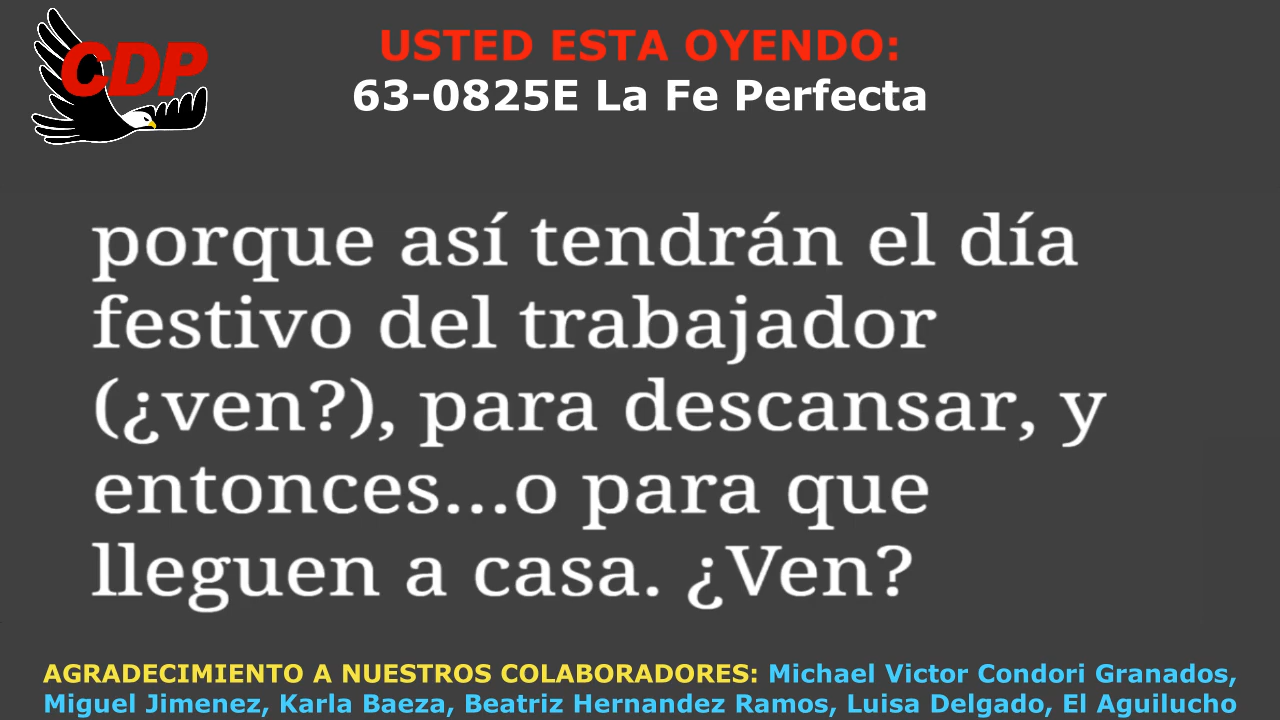 CDP
USTED ESTA OYENDO:
63-0825E La Fe Perfecta
porque así tendrán el día
festivo del trabajador
(¿ven?), para descansar, y
entonces...o para que
lleguen a casa. ¿Ven?
AGRADECIMIENTO A NUESTROS COLABORADORES: Michael Victor Condori Granados,
Miguel Jimenez, Karla Baeza, Beatriz Hernandez Ramos, Luisa Delgado, El Aguilucho